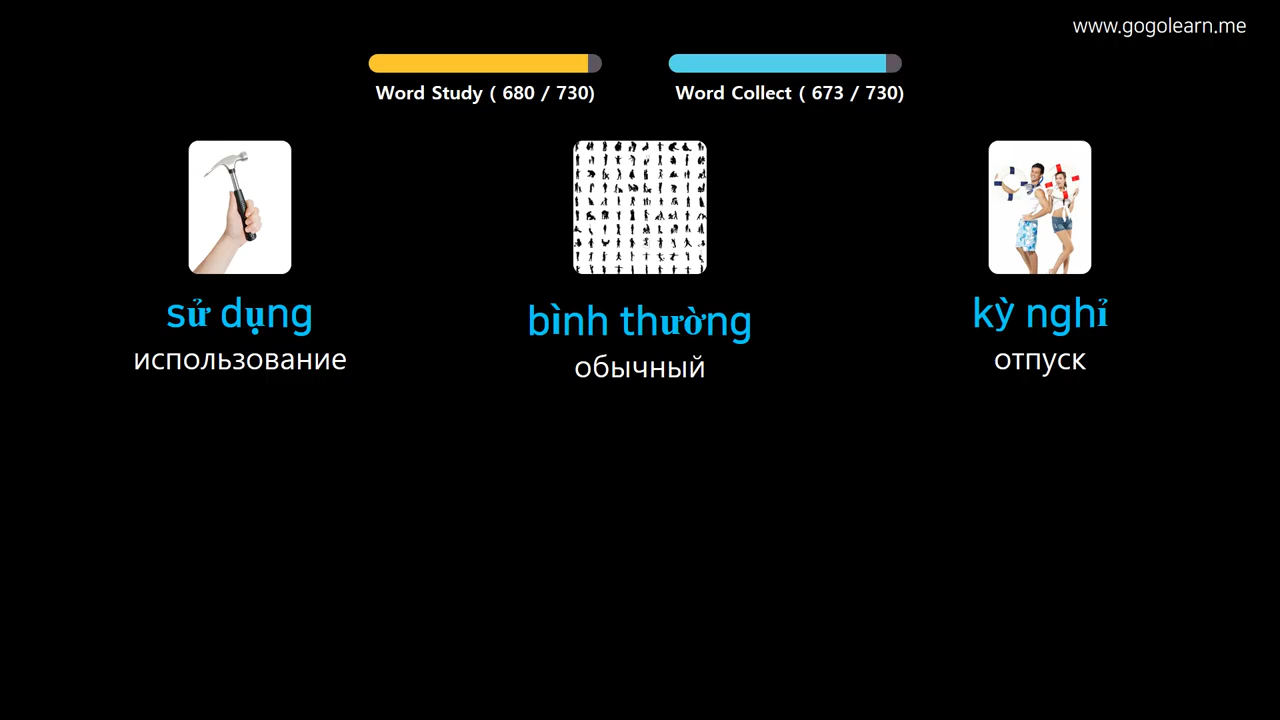 www.gogolearn.me
Word Study ( 680 / 730)
Word Collect ( 673 / 730)
sử dụng
использование
bình thường
обычный
kỳ nghỉ
отпуск